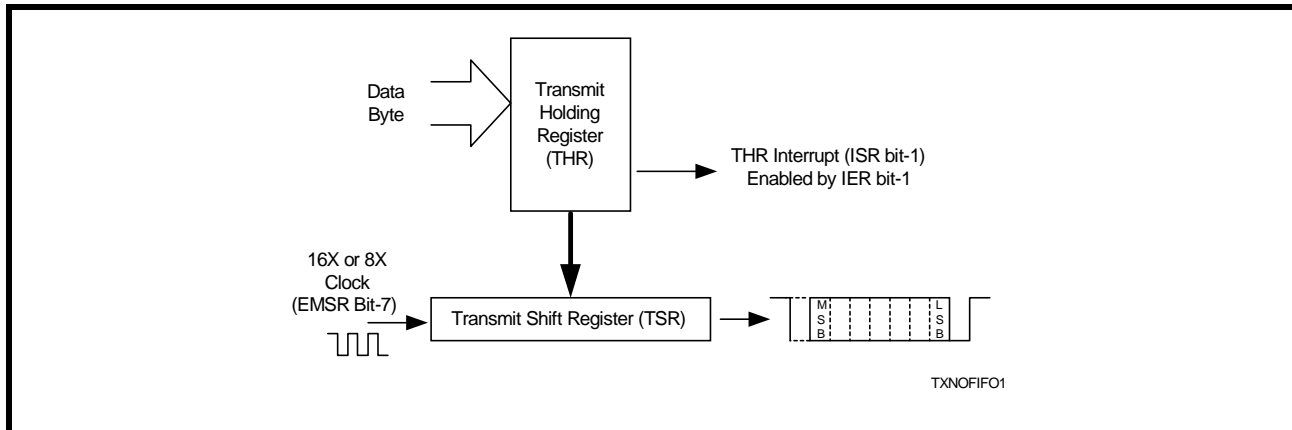 Data
Byte
Transmit
Holding
Register
(THR)
THR Interrupt (ISR bit-1)
Enabled by IER bit-1
16X or 8X
Clock
(EMSR Bit-7)
Transmit Shift Register (TSR)
M
S
B
L
S
B
TXNOFIFO1